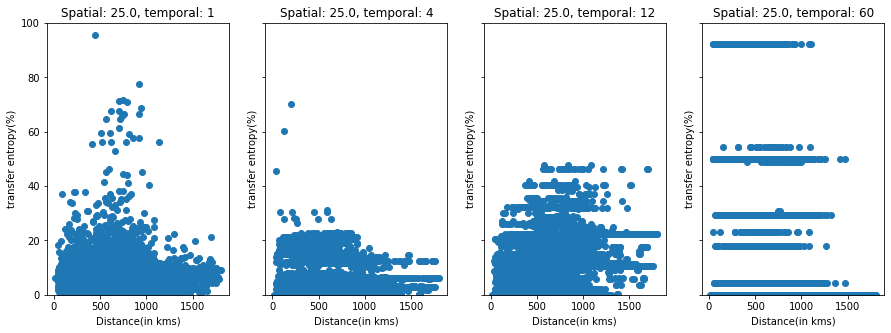 Spatial: 25.0, temporal: 1
Spatial: 25.0, temporal: 4
Spatial: 25.0, temporal: 12
Spatial: 25.0, temporal: 60
100
80
60
40
20
0
transfer entropy(%)
transfer entropy(%)
transfer entropy(%)
transfer entropy(%)
0 500 1000 1500
0 500 1000 1500
0 500 1000 1500
0 500 1000 1500
Distance(in kms)
Distance(in kms)
Distance(in kms)
Distance(in kms)